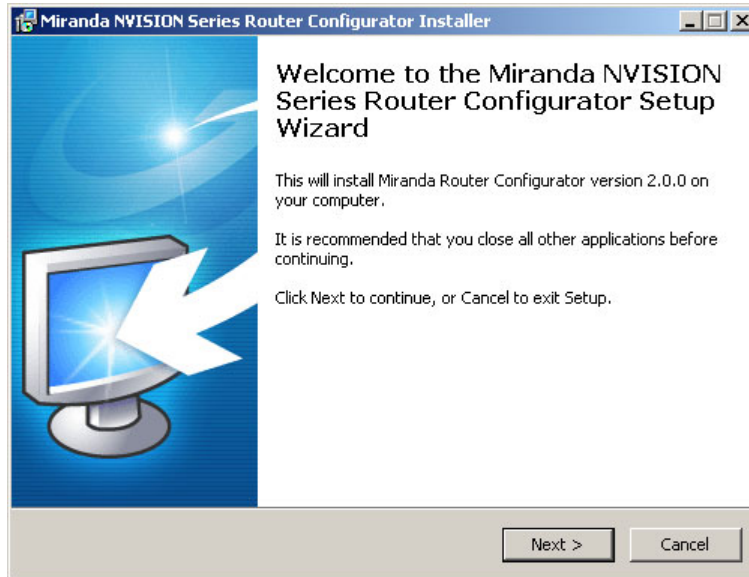 Miranda NVISION Series Router Configurator Installer
Welcome to the Miranda NVISION
Series Router Configurator Setup
Wizard
This will install Miranda Router Configurator version 2.0.0 on
your computer.
It is recommended that you close all other applications before
continuing.
Click Next to continue, or Cancel to exit Setup.
Next >
Cancel